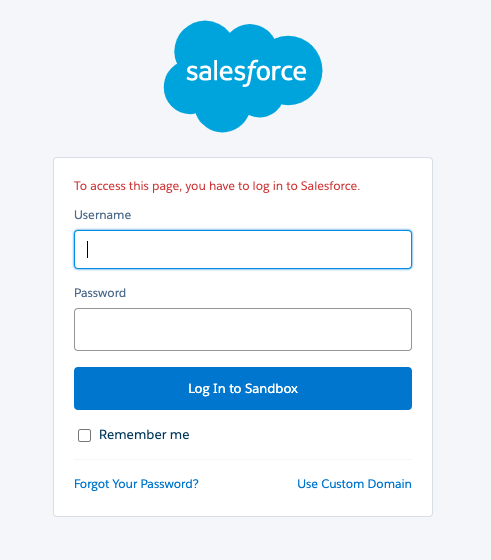 salesforce
To access this page, you have to log in to Salesforce.
Username
Password
Log In to Sandbox
Remember me
Forgot Your Password?
Use Custom Domain